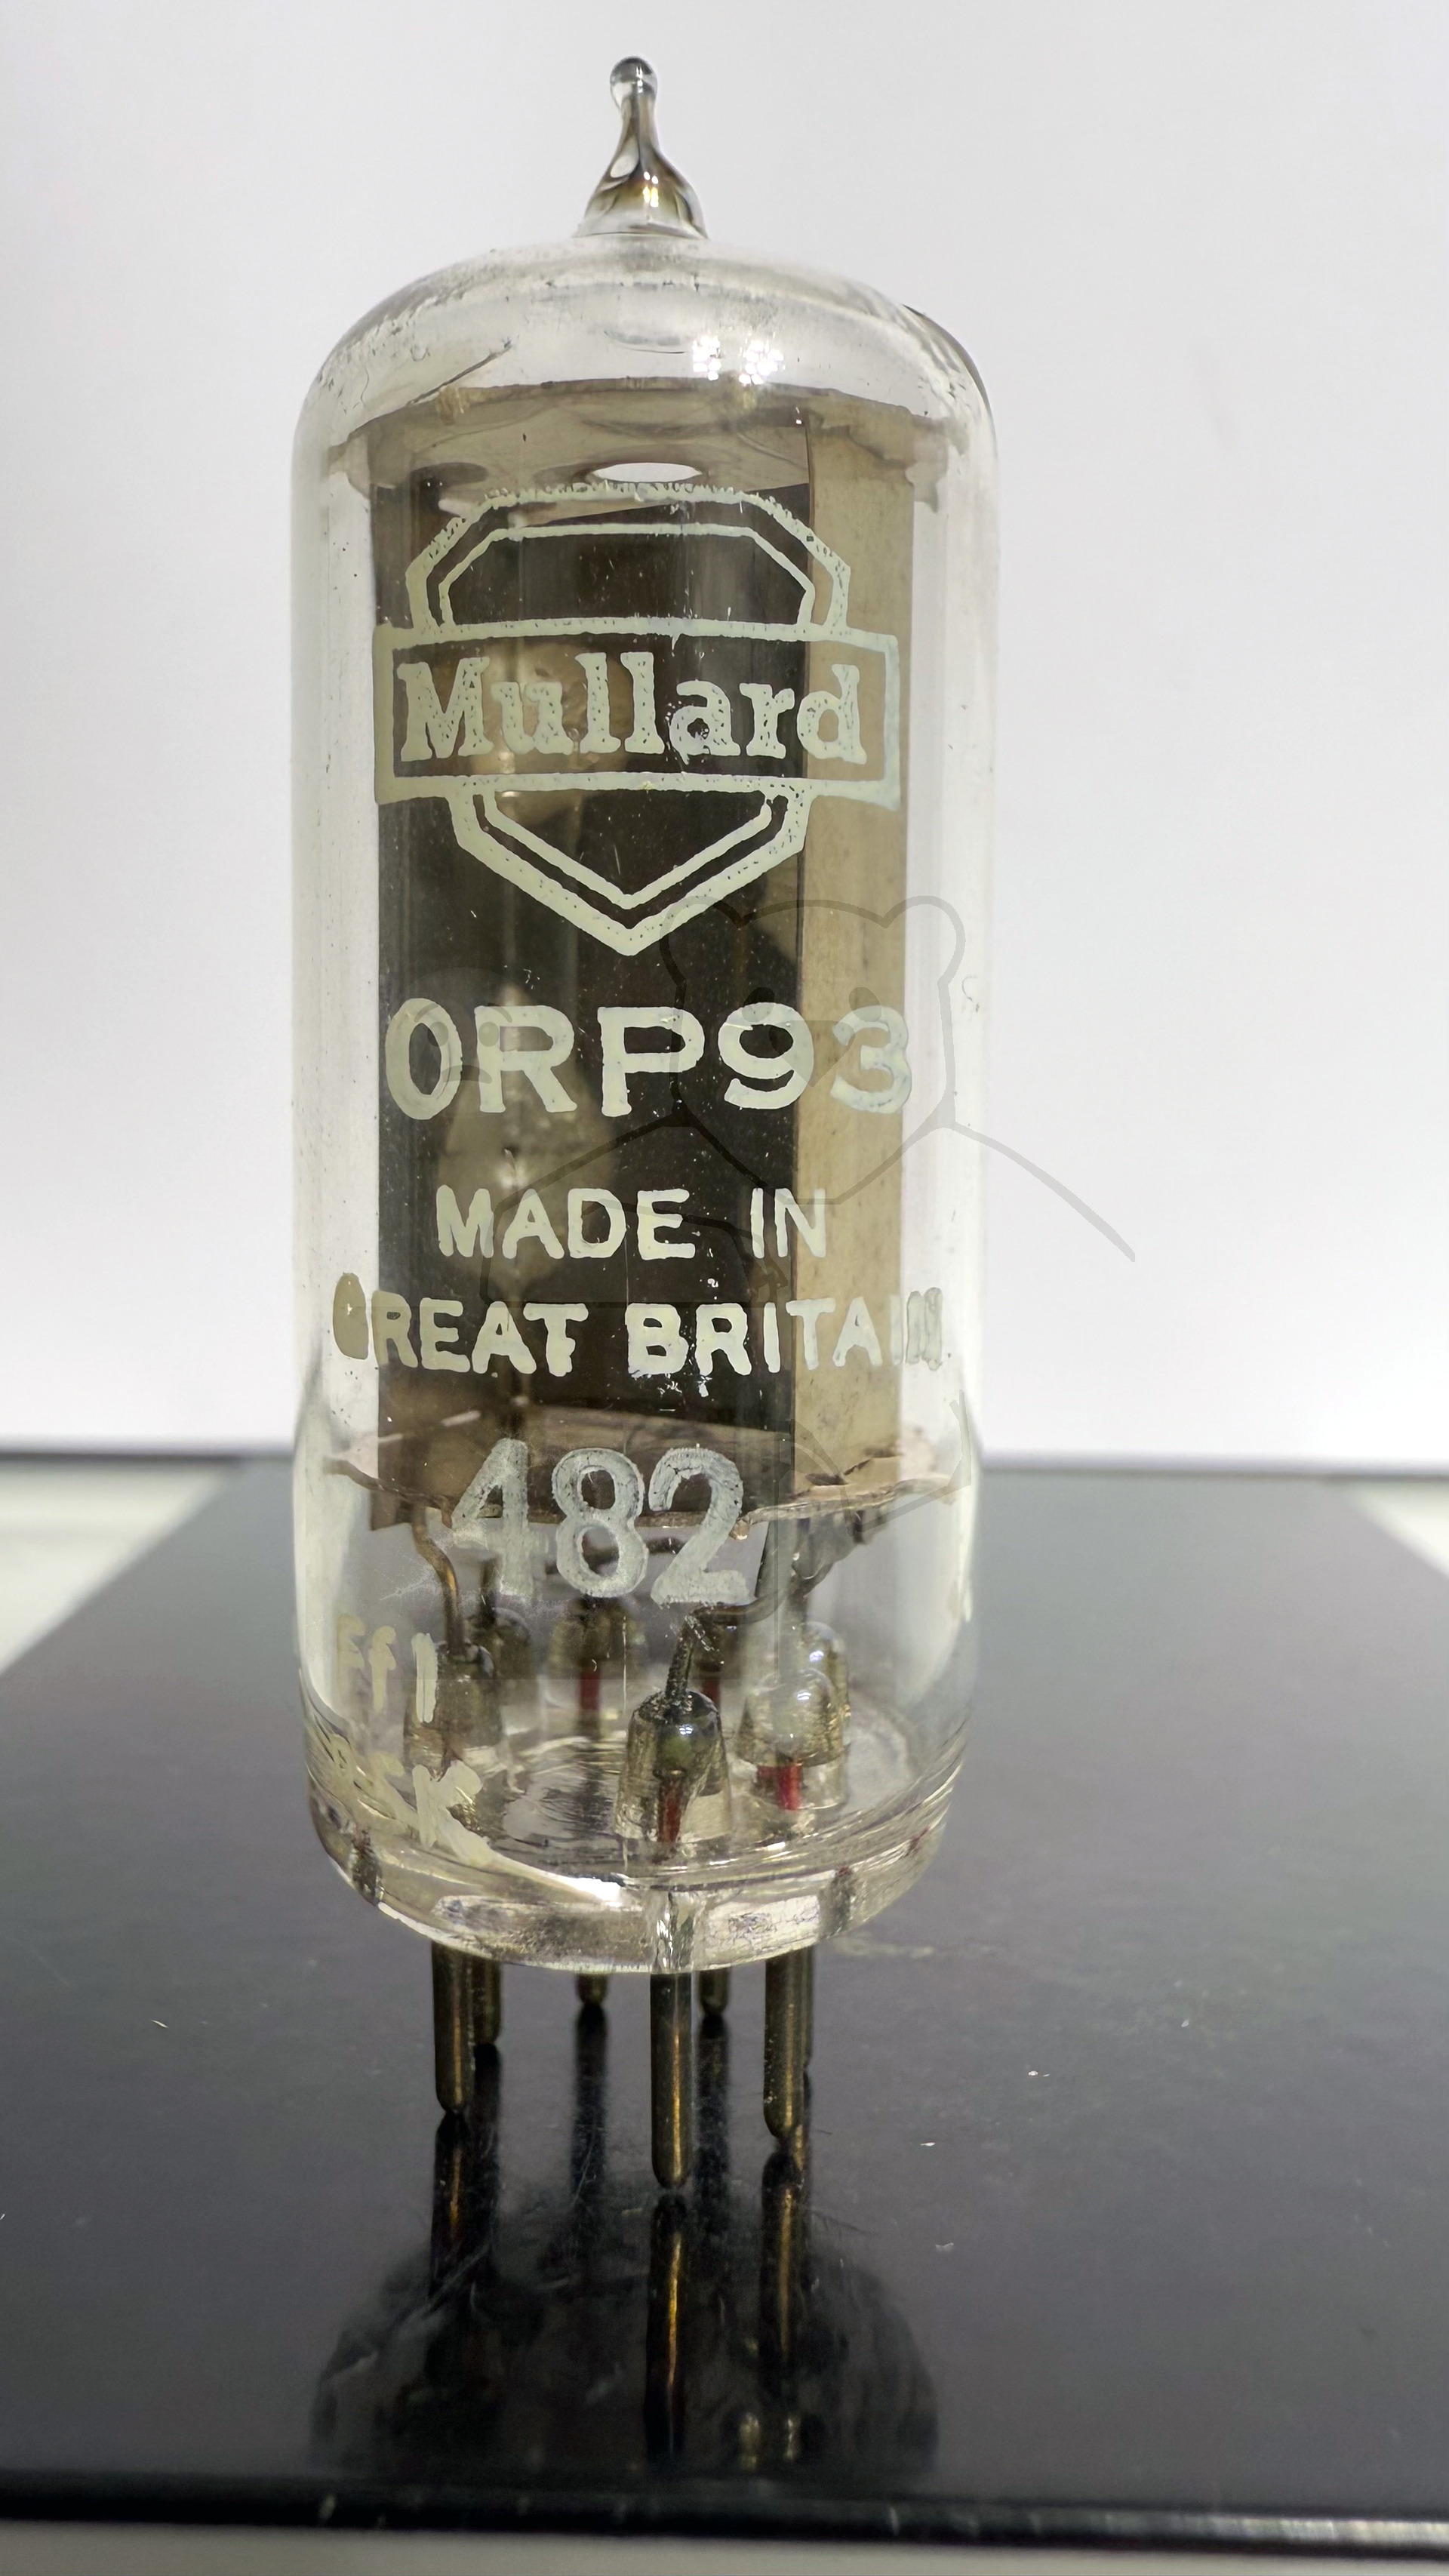 Mullard
ORP93
MADE IN
GREAT BRITAIN
482